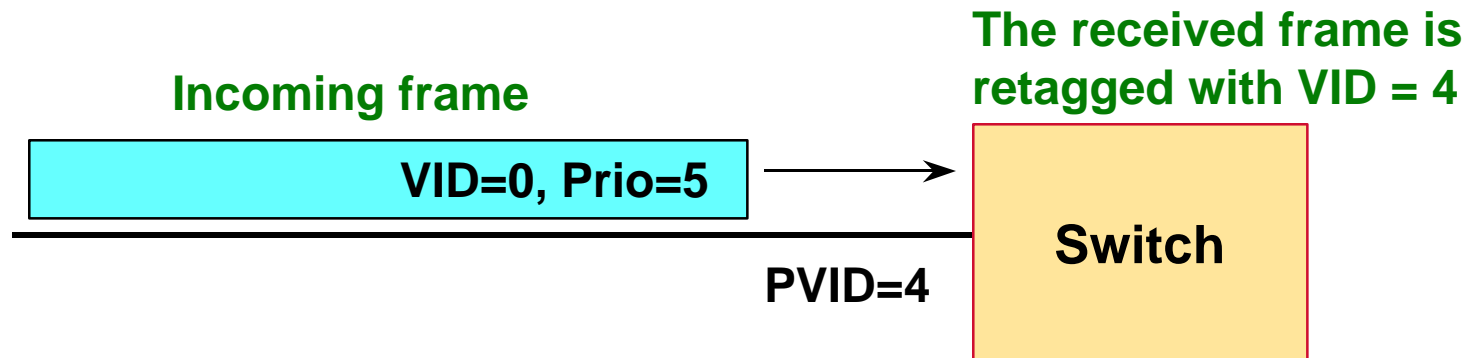 The received frame is
retagged with VID = 4
Incoming frame
VID=0, Prio=5
Switch
PVID=4